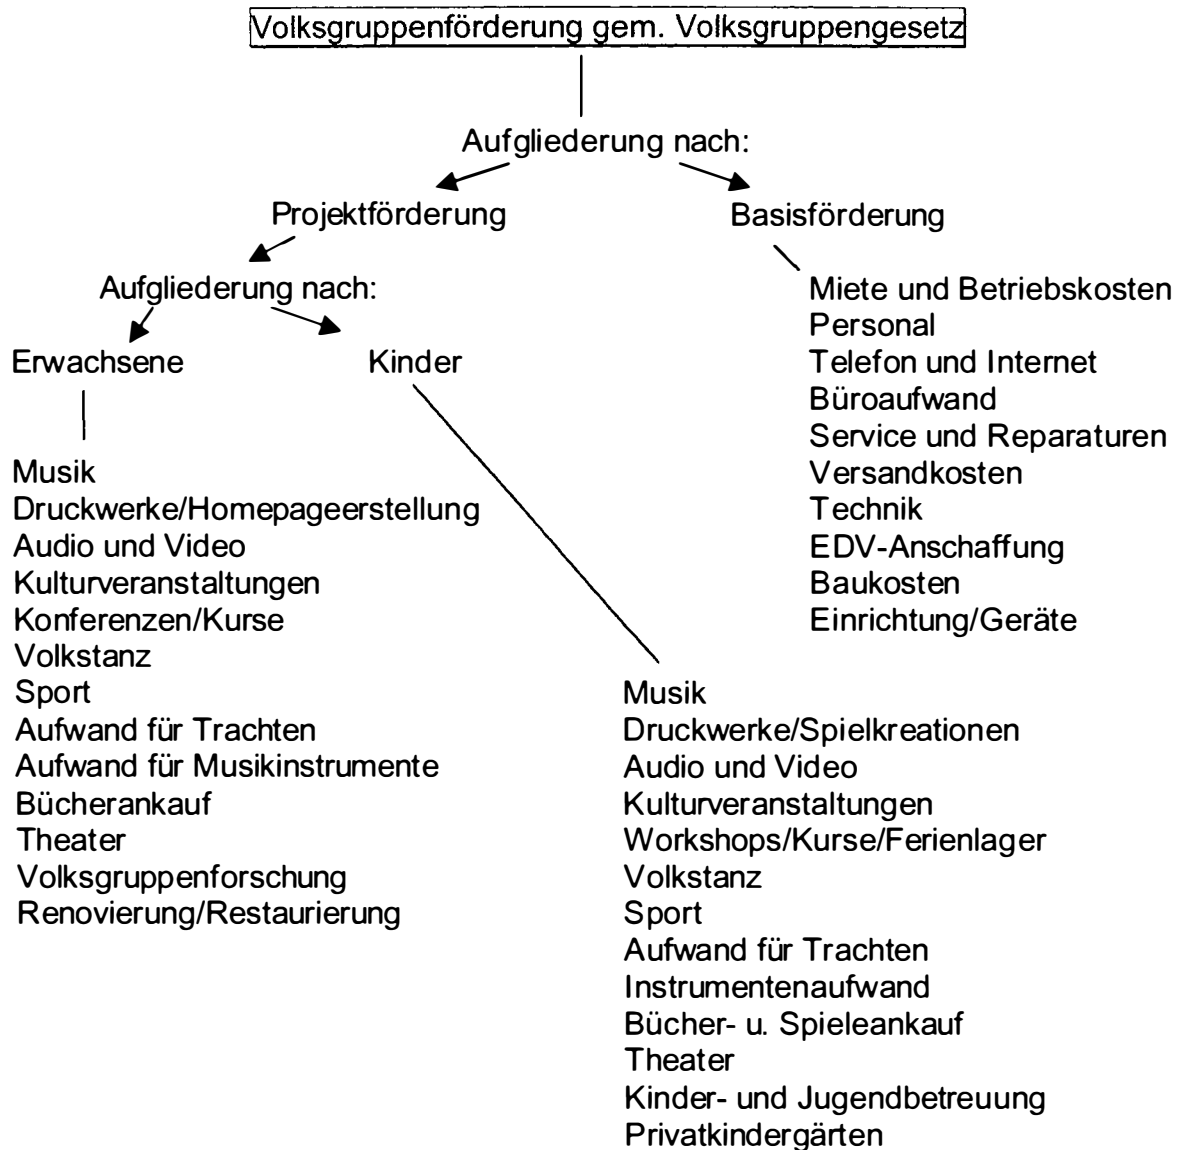 Volksgruppenförderung gem. Volksgruppengesetz
Aufgliederung nach:
Projektförderung
Basisförderung
Aufgliederung nach:
Erwachsene
Kinder
Miete und Betriebskosten
Personal
Telefon und Internet
Büroaufwand
Service und Reparaturen
Versandkosten
Technik
EDV-Anschaffung
Baukosten
Einrichtung/Geräte
Musik
Druckwerke/Homepageerstellung
Audio und Video
Kulturveranstaltungen
Konferenzen/Kurse
Volkstanz
Sport
Aufwand für Trachten
Aufwand für Musikinstrumente
Bücherankauf
Theater
Volksgruppenforschung
Renovierung/Restaurierung
Musik
Druckwerke/Spielkreationen
Audio und Video
Kulturveranstaltungen
Workshops/Kurse/Ferienlager
Volkstanz
Sport
Aufwand für Trachten
Instrumentenaufwand
Bücher- u. Spieleankauf
Theater
Kinder- und Jugendbetreuung
Privatkindergärten